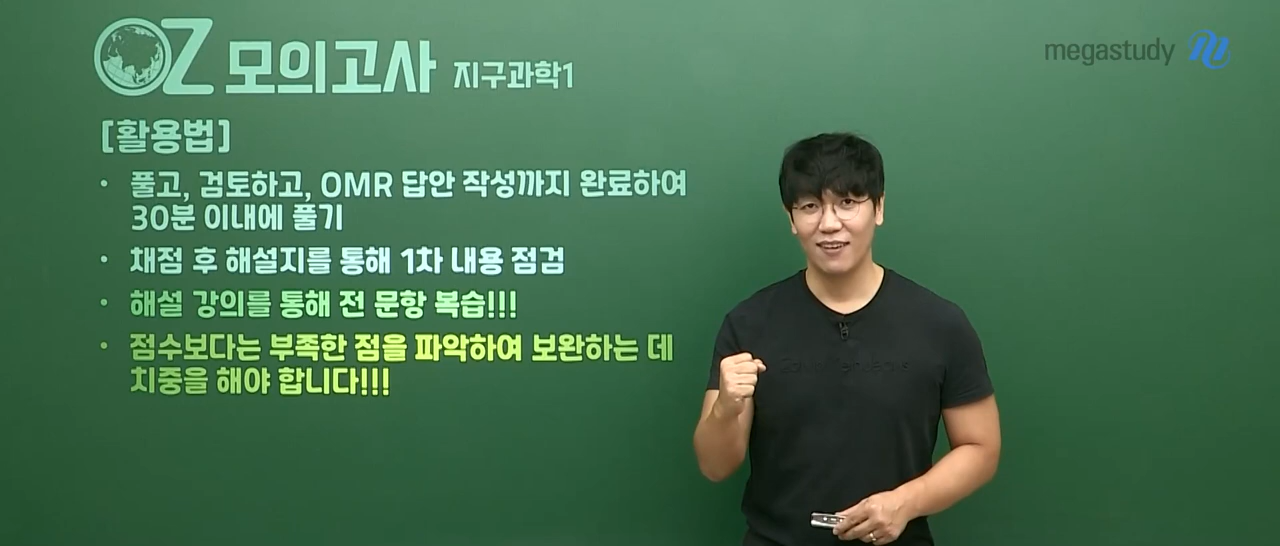 OZ 모의고사 지구과학1
megastudy
[활용법]
• 풀고, 검토하고, OMR 답안 작성까지 완료하여
30분 이내에 풀기
• 채점 후 해설지를 통해 1차 내용 점검
• 해설 강의를 통해 전 문항 복습!!!
• 점수보다는 부족한 점을 파악하여 보완하는 데
치중을 해야 합니다!!!